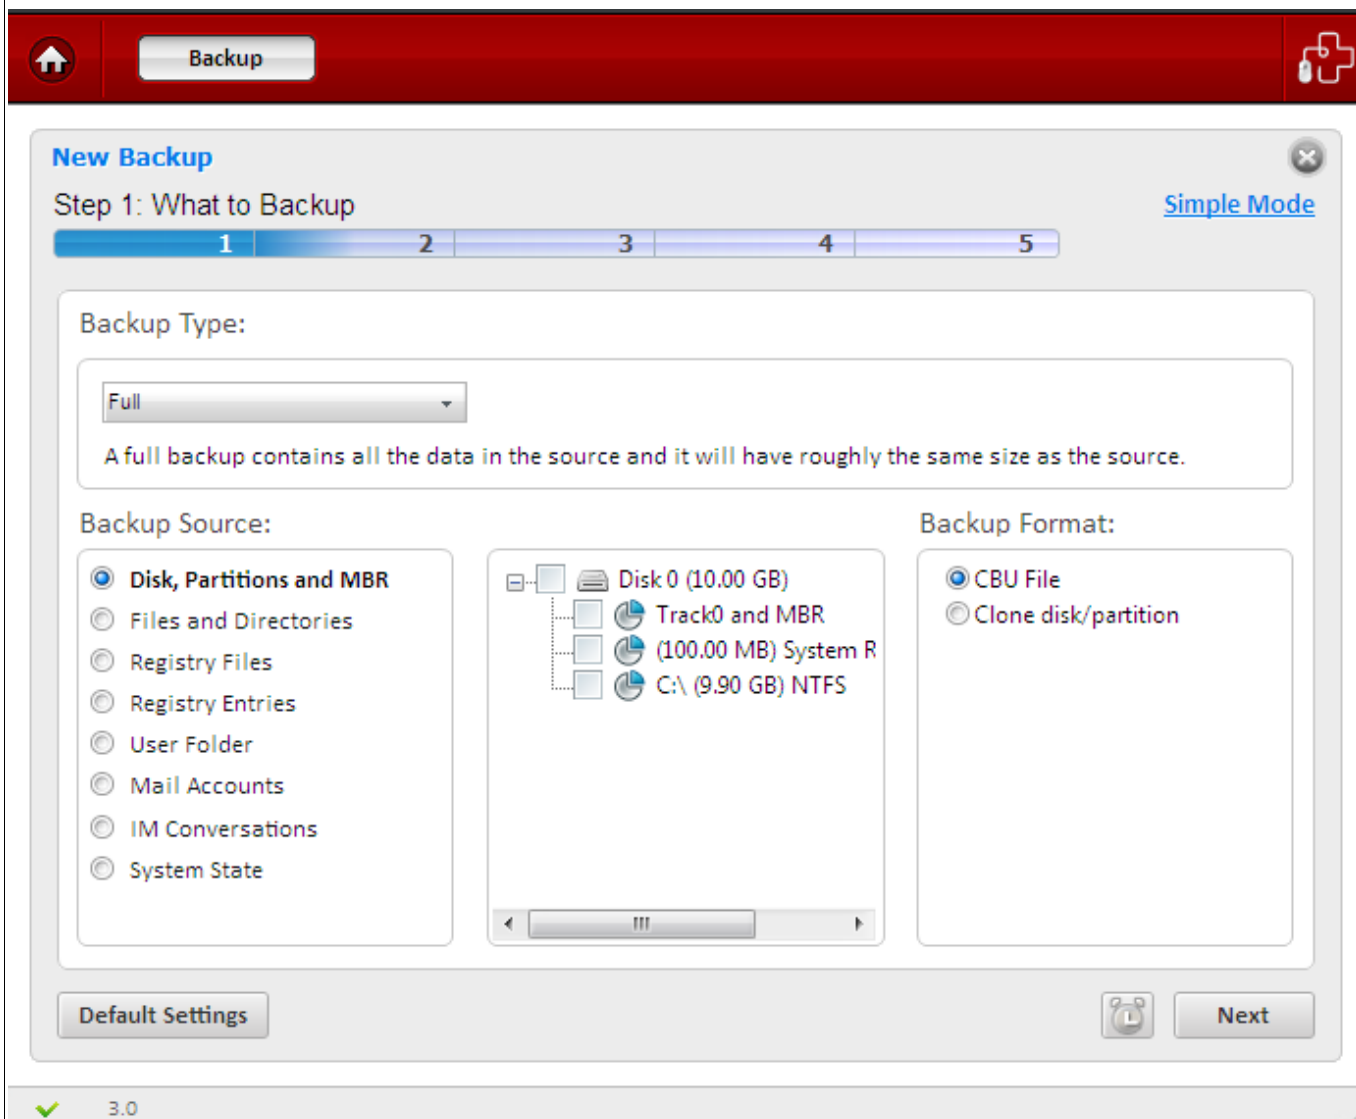 Backup
New Backup
Step 1: What to Backup
Simple Mode
1 2 3 4 5
Backup Type:
Full
A full backup contains all the data in the source and it will have roughly the same size as the source.
Backup Source:
Disk, Partitions and MBR
Files and Directories
Registry Files
Registry Entries
User Folder
Mail Accounts
IM Conversations
System State
Disk 0 (10.00 GB)
Track0 and MBR
(100.00 MB) System R
C:\ (9.90 GB) NTFS
Backup Format:
CBU File
Clone disk/partition
Default Settings
Next
3.0